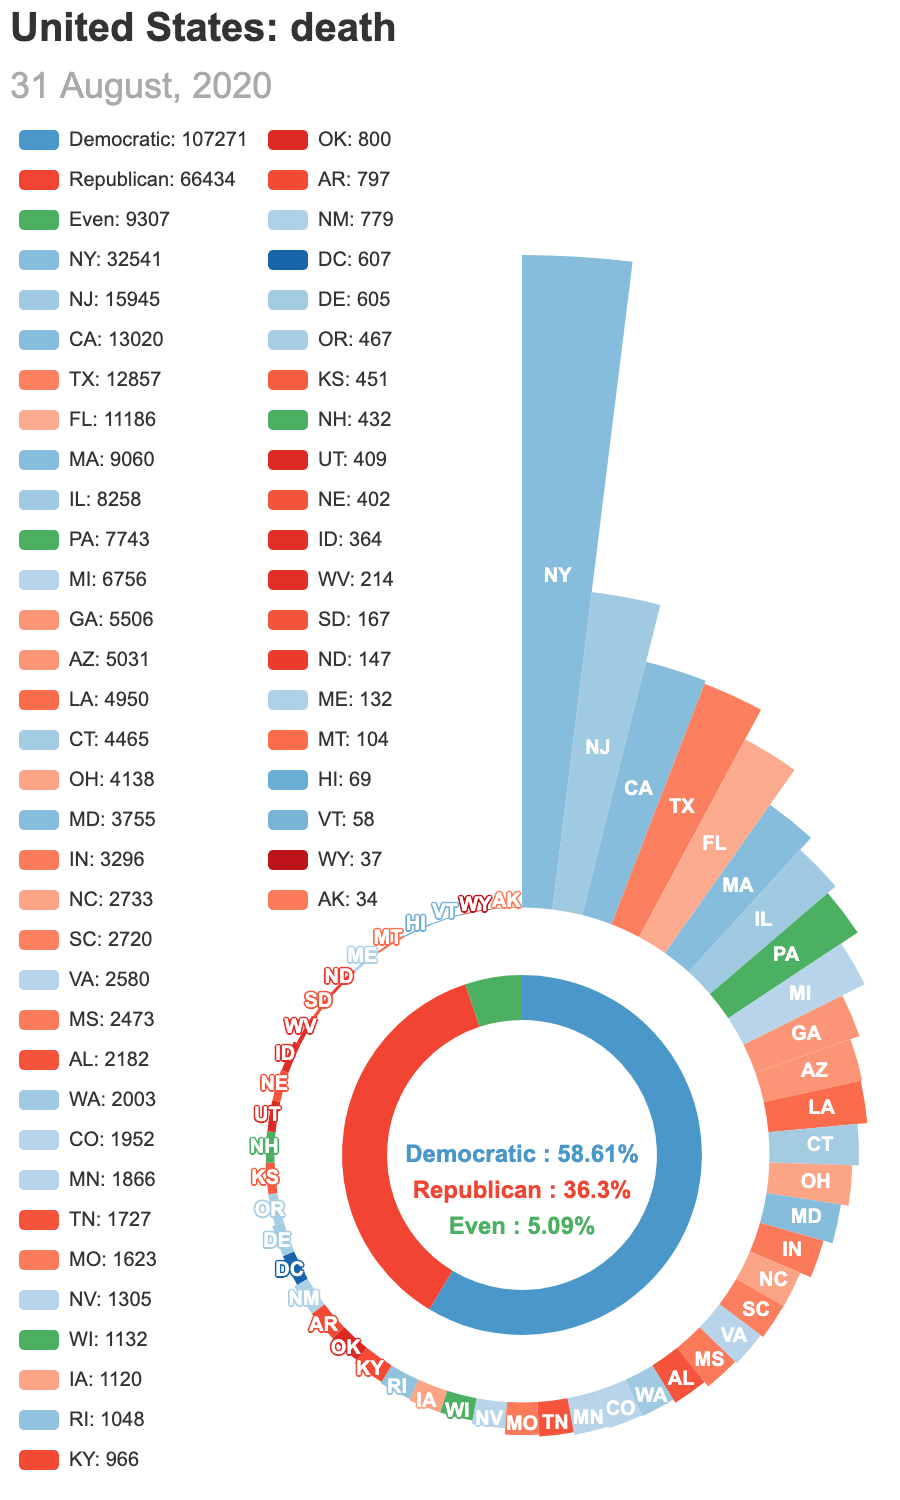 United States: death
31 August, 2020
Democratic: 107271
Republican: 66434
Even: 9307
NY: 32541
NJ: 15945
CA: 13020
TX: 12857
FL: 11186
MA: 9060
IL: 8258
PA: 7743
MI: 6756
GA: 5506
AZ: 5031
LA: 4950
CT: 4465
OH: 4138
MD: 3755
IN: 3296
NC: 2733
SC: 2720
VA: 2580
MS: 2473
AL: 2182
WA: 2003
CO: 1952
MN: 1866
TN: 1727
MO: 1623
NV: 1305
WI: 1132
IA: 1120
RI: 1048
KY: 966
OK: 800
AR: 797
NM: 779
DC: 607
DE: 605
OR: 467
KS: 451
NH: 432
UT: 409
NE: 402
ID: 364
WV: 214
SD: 167
ND: 147
ME: 132
MT: 104
HI: 69
VT: 58
WY: 37
AK: 34
NY
NJ
CA
TX
FL
MA
IL
PA
MI
GA
AZ
LA
CT
OH
MD
IN
NC
SC
VA
MS
AL
WA
CO
MN
TN
MO
NV
WI
IA
RI
KY
OK
AR
NM
DC
DE
OR
KS
NH
UT
NE
ID
WV
SD
ND
ME
MT
HI
VT
WY
AK
Democratic : 58.61%
Republican : 36.3%
Even : 5.09%